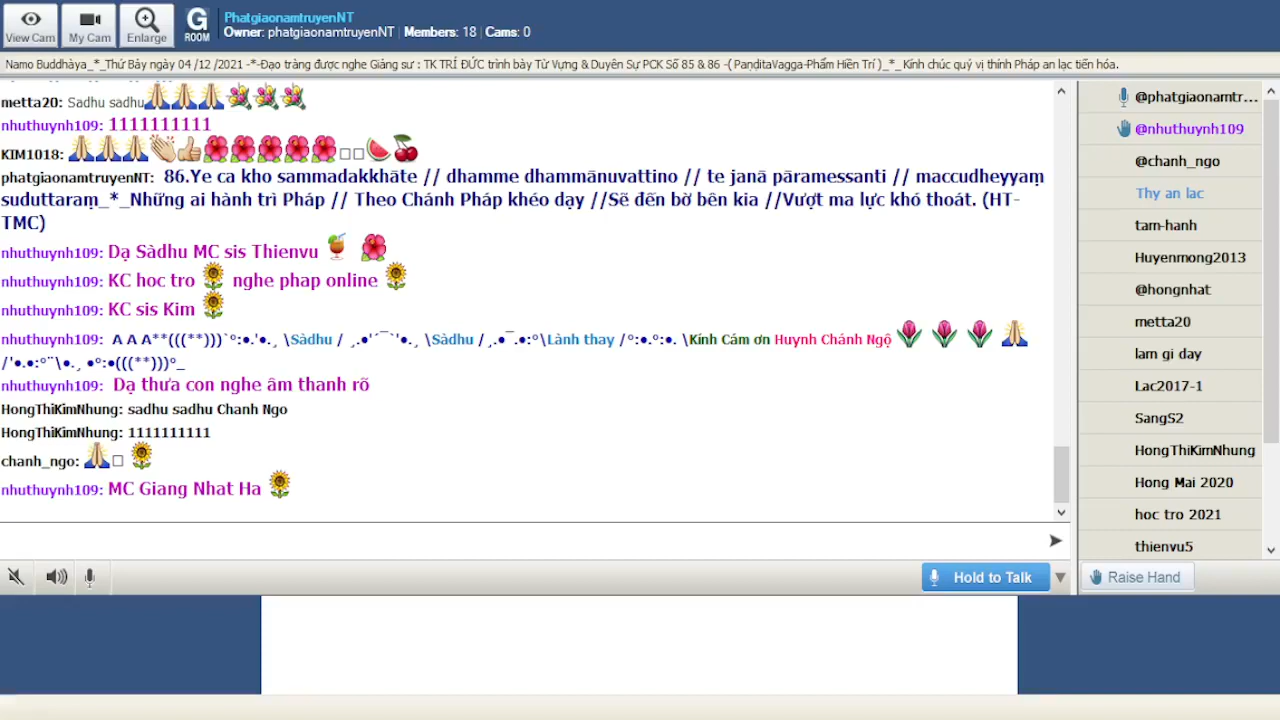 View Cam
My Cam
Enlarge
G
ROOM
PhatgiaonamtruyenNT
Owner: phatgiaonamtruyenNT | Members: 18 | Cams: 0
Namo Buddhàya_*_Thứ Bảy ngày 04 /12 /2021 -*-Đạo tràng được nghe Giảng sư : TK TRÍ ĐỨC trình bày Từ Vựng & Duyên Sự PCK Số 85 & 86 -( PaṇḍitaVagga-Phẩm Hiền Trí )_*_ Kính chúc quý vị thính Pháp an lạc tiến hóa.
metta20: Sadhu sadhu🙏🙏🙏💐💐💐
nhuthuynh109: 1111111111
KIM1018: 🙏🙏🙏👏👍🌺🌺🌺🌺🌺□□🍉🍒
phatgiaonamtruyenNT: 86.Ye ca kho sammadakkhāte // dhamme dhammānuvattino // te janā pāramessanti // maccudheyyaṃ
suduttaraṃ_*_Những ai hành trì Pháp // Theo Chánh Pháp khéo dạy //Sẽ đến bờ bên kia //Vượt ma lực khó thoát. (HT-
TMC)
nhuthuynh109: Dạ Sàdhu MC sis Thienvu 🍹 🌺
nhuthuynh109: KC hoc tro 🌻 nghe phap online 🌻
nhuthuynh109: KC sis Kim 🌻
nhuthuynh109: A A A**(((**)))`°:•.'•.¸ \Sàdhu / ¸.•'´¯`'•.¸ \Sàdhu /¸.•¯.•:°\Lành thay /°:•.°:•. \Kính Cám ơn Huynh Chánh Ngộ 🌷 🌷 🌷 🙏
/'•.•:°¨\•.¸ •°:•(((**)))°_
nhuthuynh109: Dạ thưa con nghe âm thanh rõ
HongThiKimNhung: sadhu sadhu Chanh Ngo
HongThiKimNhung: 1111111111
chanh_ngo: 🙏□ 🌻
nhuthuynh109: MC Giang Nhat Ha 🌻
@phatgiaonamtr...
@nhuthuynh109
@chanh_ngo
Thy an lac
tam-hanh
Huyenmong2013
@hongnhat
metta20
lam gi day
Lac2017-1
SangS2
HongThiKimNhung
Hong Mai 2020
hoc tro 2021
thienvu5
Hold to Talk
Raise Hand